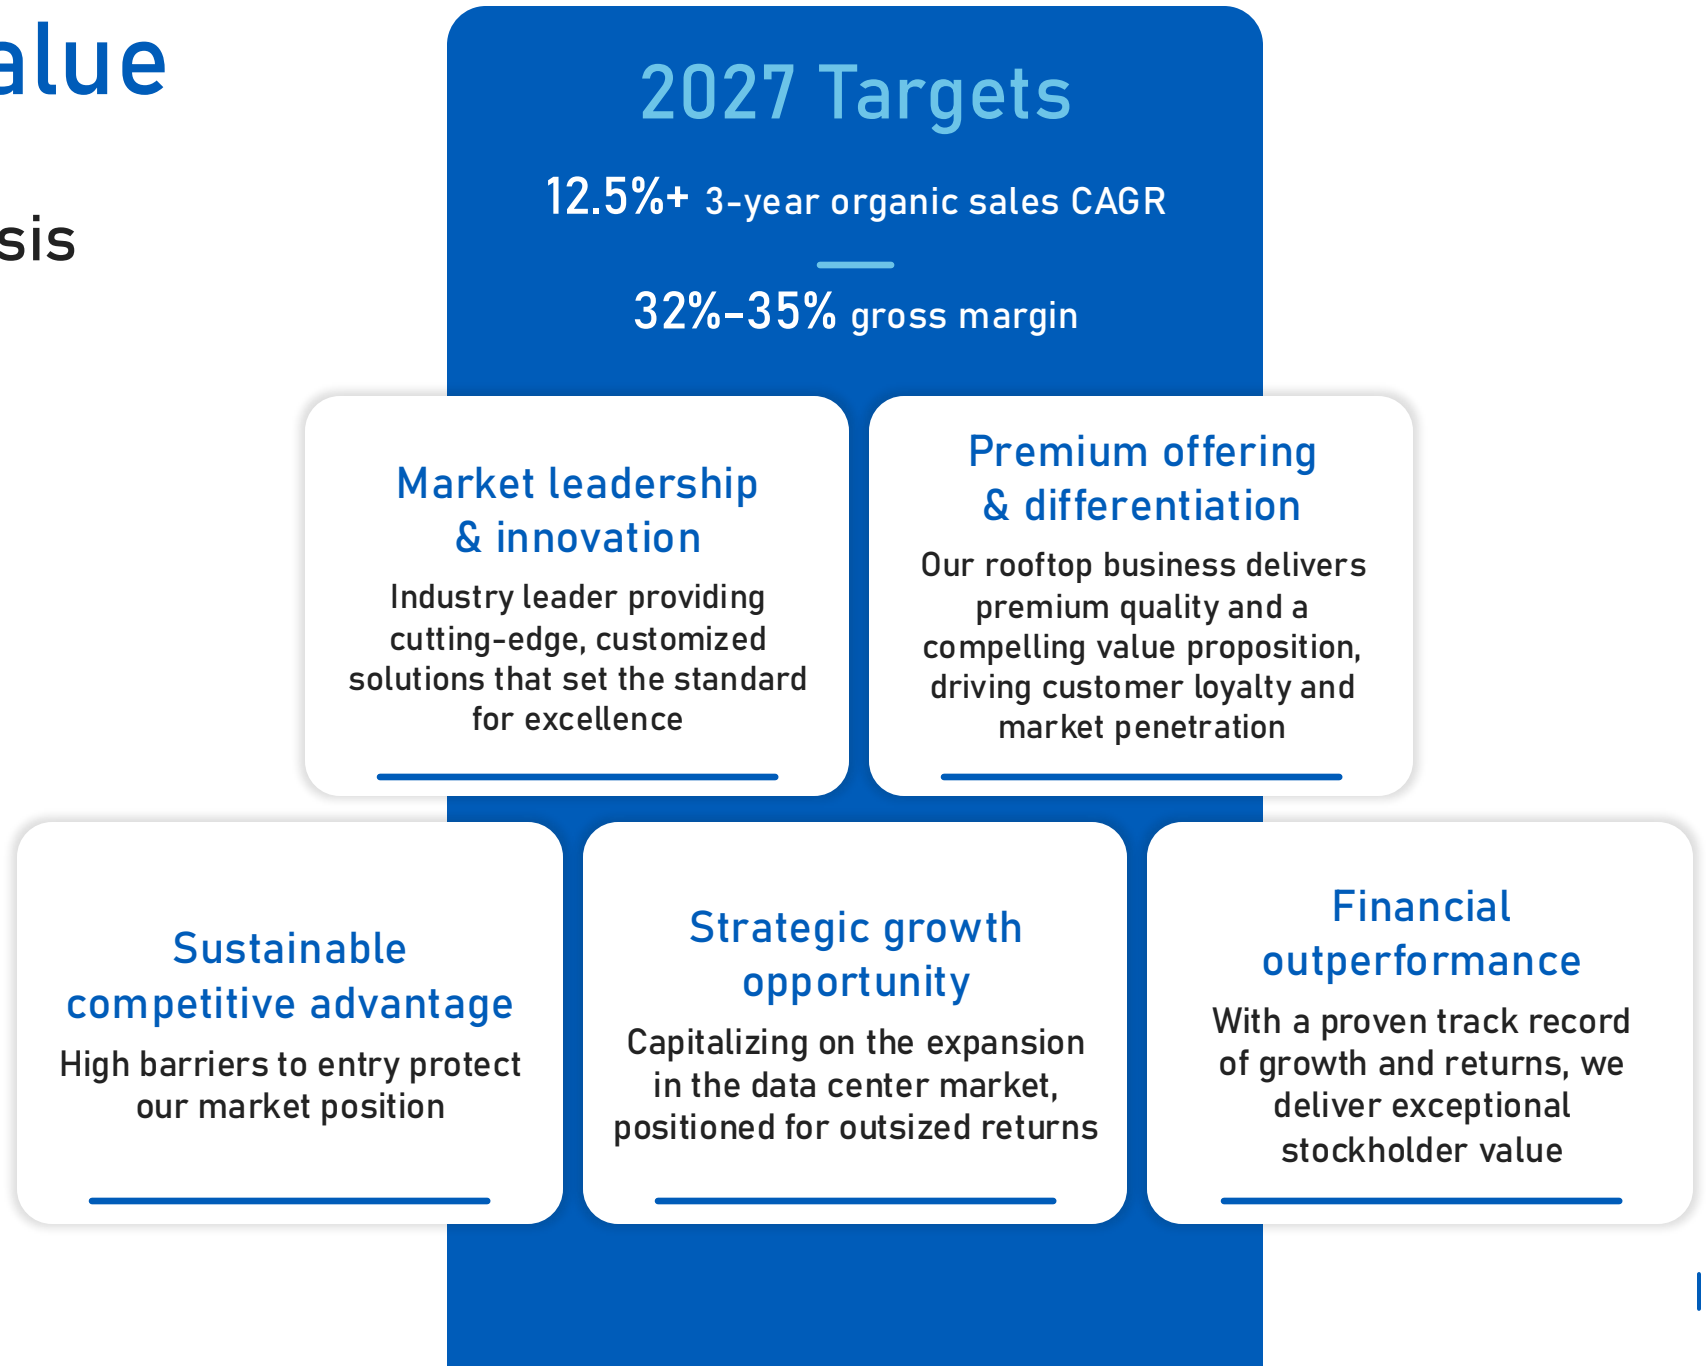 alue
sis
2027 Targets
12.5%+ 3-year organic sales CAGR
32%-35% gross margin
Market leadership
& innovation
Industry leader providing
cutting-edge, customized
solutions that set the standard
for excellence
Premium offering
& differentiation
Our rooftop business delivers
premium quality and a
compelling value proposition,
driving customer loyalty and
market penetration
Sustainable
competitive advantage
High barriers to entry protect
our market position
Strategic growth
opportunity
Capitalizing on the expansion
in the data center market,
positioned for outsized returns
Financial
outperformance
With a proven track record
of growth and returns, we
deliver exceptional
stockholder value